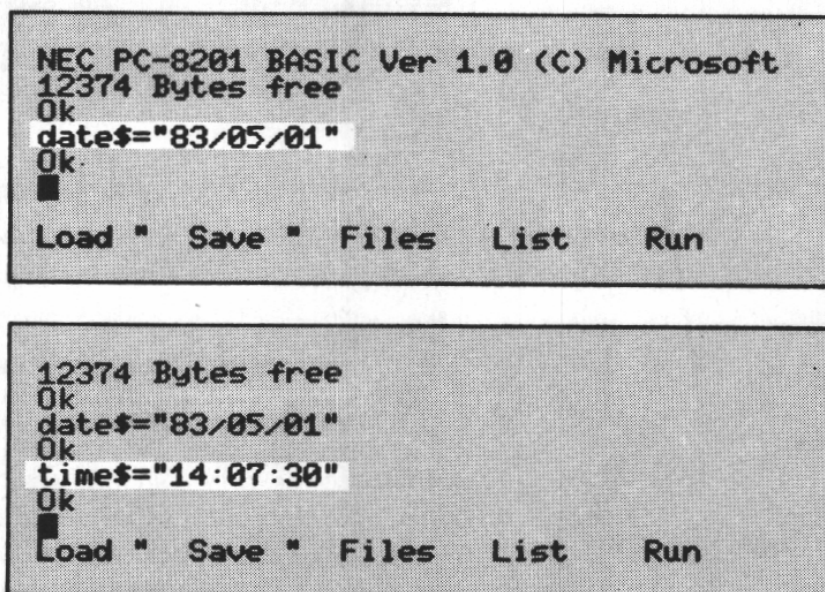 NEC PC-8201 BASIC Ver 1.0 (C) Microsoft
12374 Bytes free
Ok
date$="83/05/01"
Ok
Load "  Save "  Files  List  Run
12374 Bytes free
Ok
date$="83/05/01"
Ok
time$="14:07:30"
Ok
Load "  Save "  Files  List  Run